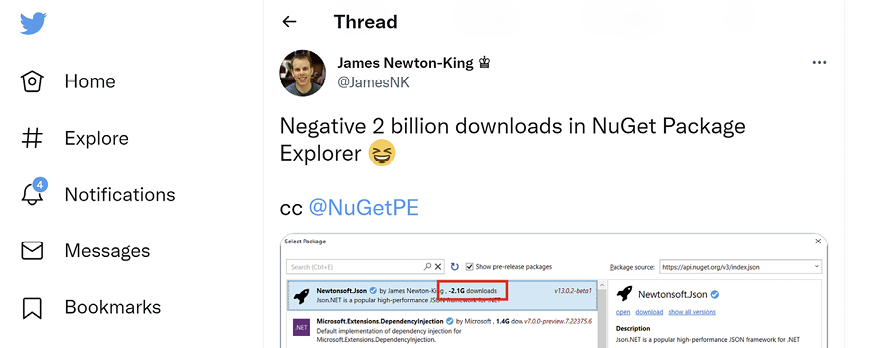 Thread
Home
Explore
4
Notifications
Messages
Bookmarks
James Newton-King ♔
@JamesNK
Negative 2 billion downloads in NuGet Package
Explorer 😆
cc @NuGetPE
Select Package
Search (Ctrl+E)
Show pre-release packages
Package source: https://api.nuget.org/v3/index.json
Newtonsoft.Json by James Newton-King , -2.1G downloads v13.0.2-beta1
Json.NET is a popular high-performance JSON framework for .NET
.NET
Microsoft.Extensions.DependencyInjection by Microsoft , 1.4G dow. v7.0.0-preview.7.22375.6
Default implementation of dependency injection for
Microsoft.Extensions.DependencyInjection.
Newtonsoft.Json
open download show all versions
Description
Json.NET is a popular high-performance JSON framework for .NET